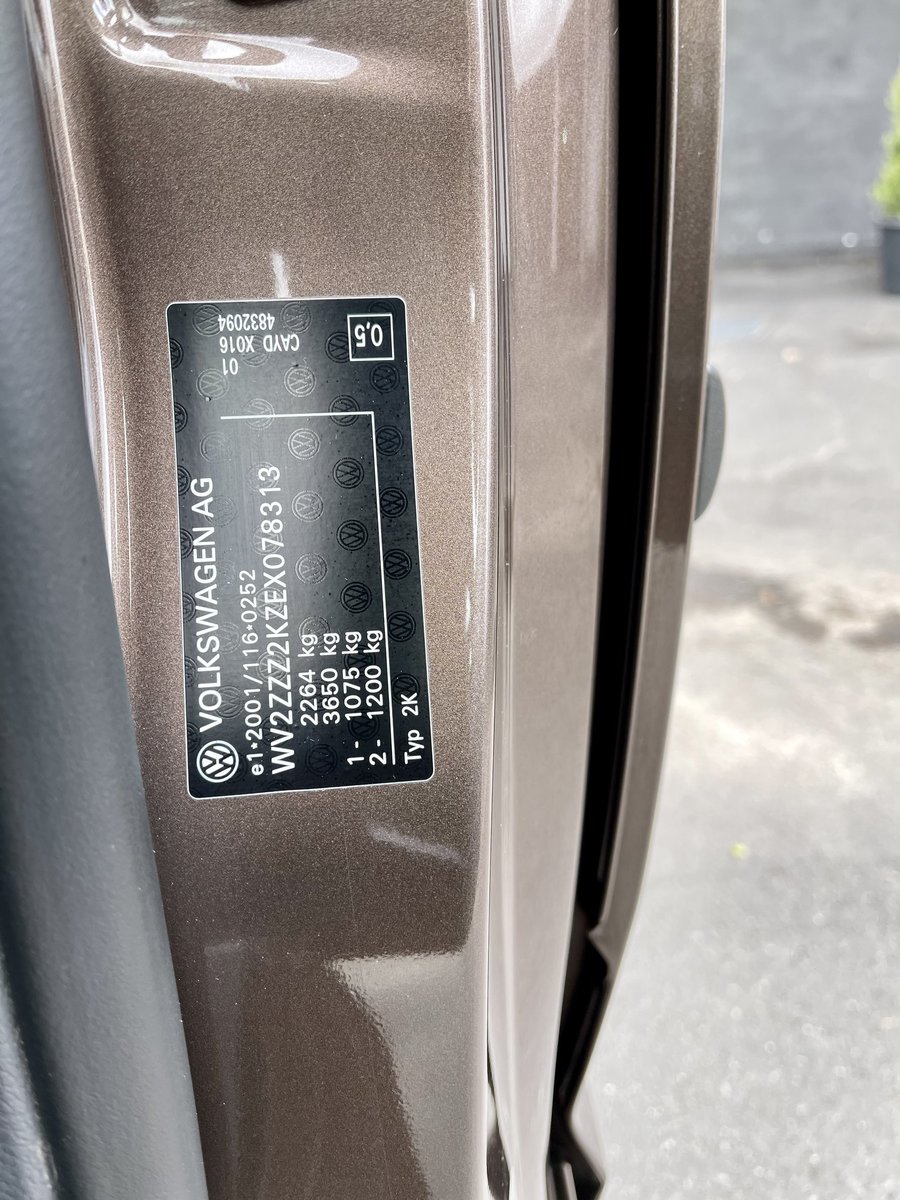 VOLKSWAGEN AG
e1*2001/116*0252
WV2ZZZ2KZEX078313
2264 kg
3650 kg
1- 1075 kg
2- 1200 kg
Typ 2K
4832094
CAYD X016
01
0,5